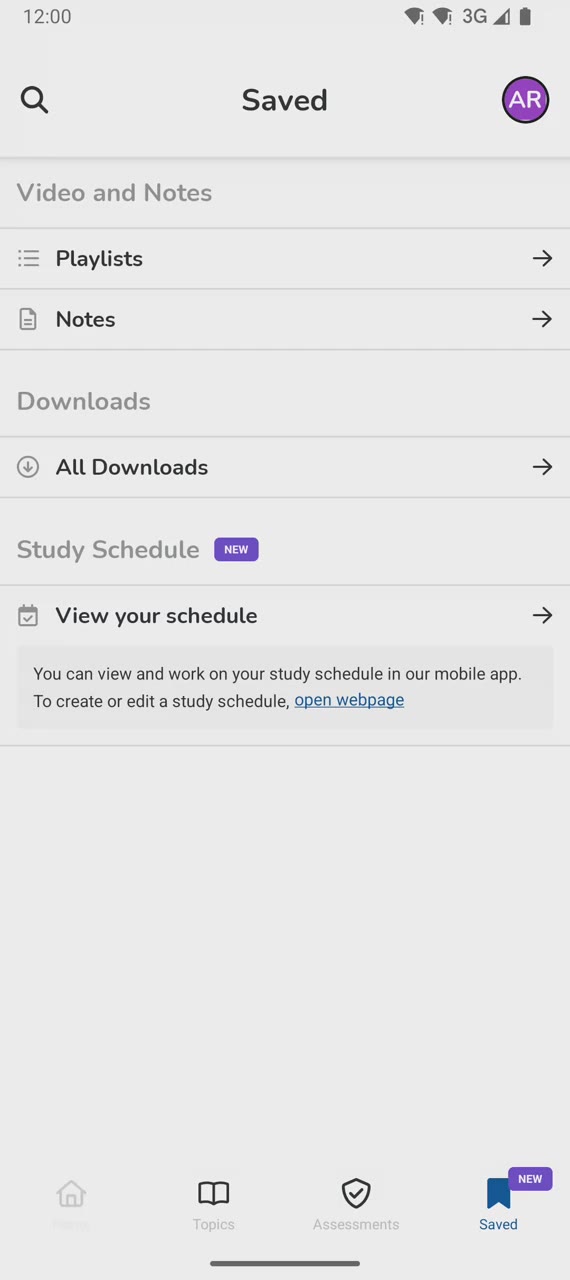 12:00
3G
Saved
AR
Video and Notes
Playlists
Notes
Downloads
All Downloads
Study Schedule NEW
View your schedule
You can view and work on your study schedule in our mobile app.
To create or edit a study schedule, open webpage
NEW
Topics Assessments Saved